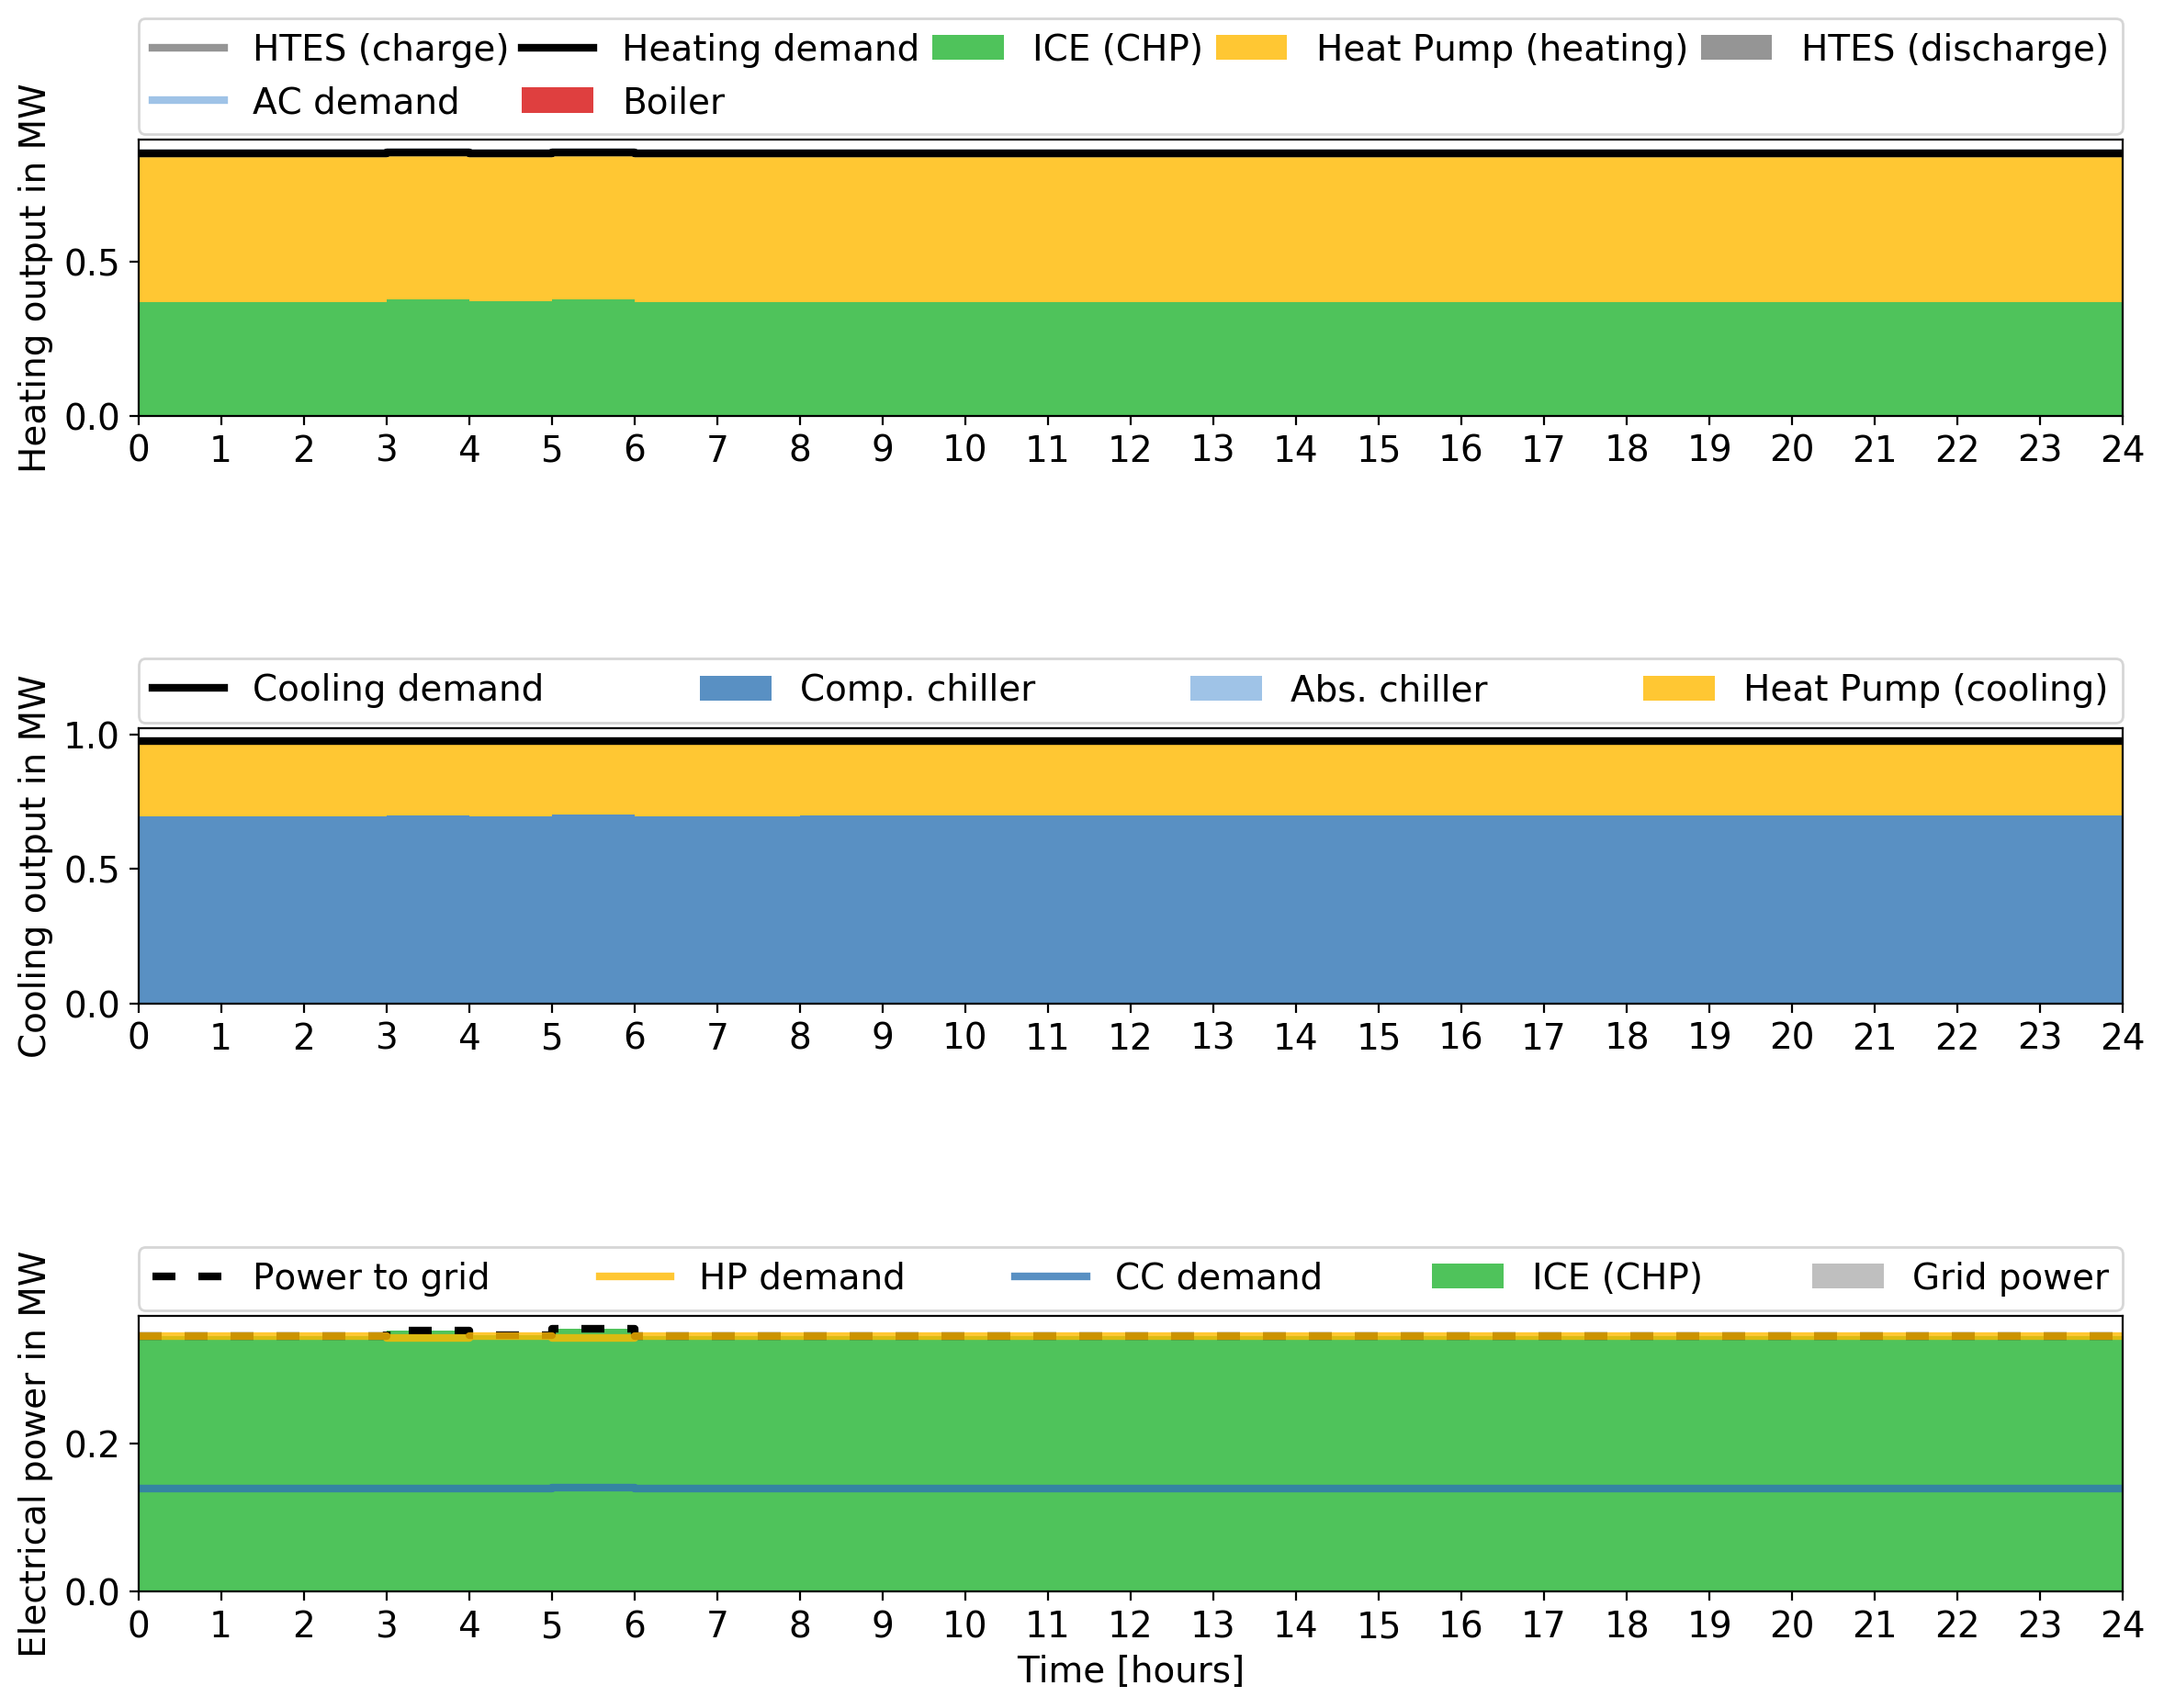 HTES (charge) Heating demand ICE (CHP) Heat Pump (heating) HTES (discharge)
AC demand Boiler
Heating output in MW
0.5
0.0
0 1 2 3 4 5 6 7 8 9 10 11 12 13 14 15 16 17 18 19 20 21 22 23 24
Cooling demand Comp. chiller Abs. chiller Heat Pump (cooling)
Cooling output in MW
1.0
0.5
0.0
0 1 2 3 4 5 6 7 8 9 10 11 12 13 14 15 16 17 18 19 20 21 22 23 24
Power to grid HP demand CC demand ICE (CHP) Grid power
Electrical power in MW
0.2
0.0
0 1 2 3 4 5 6 7 8 9 10 11 12 13 14 15 16 17 18 19 20 21 22 23 24
Time [hours]